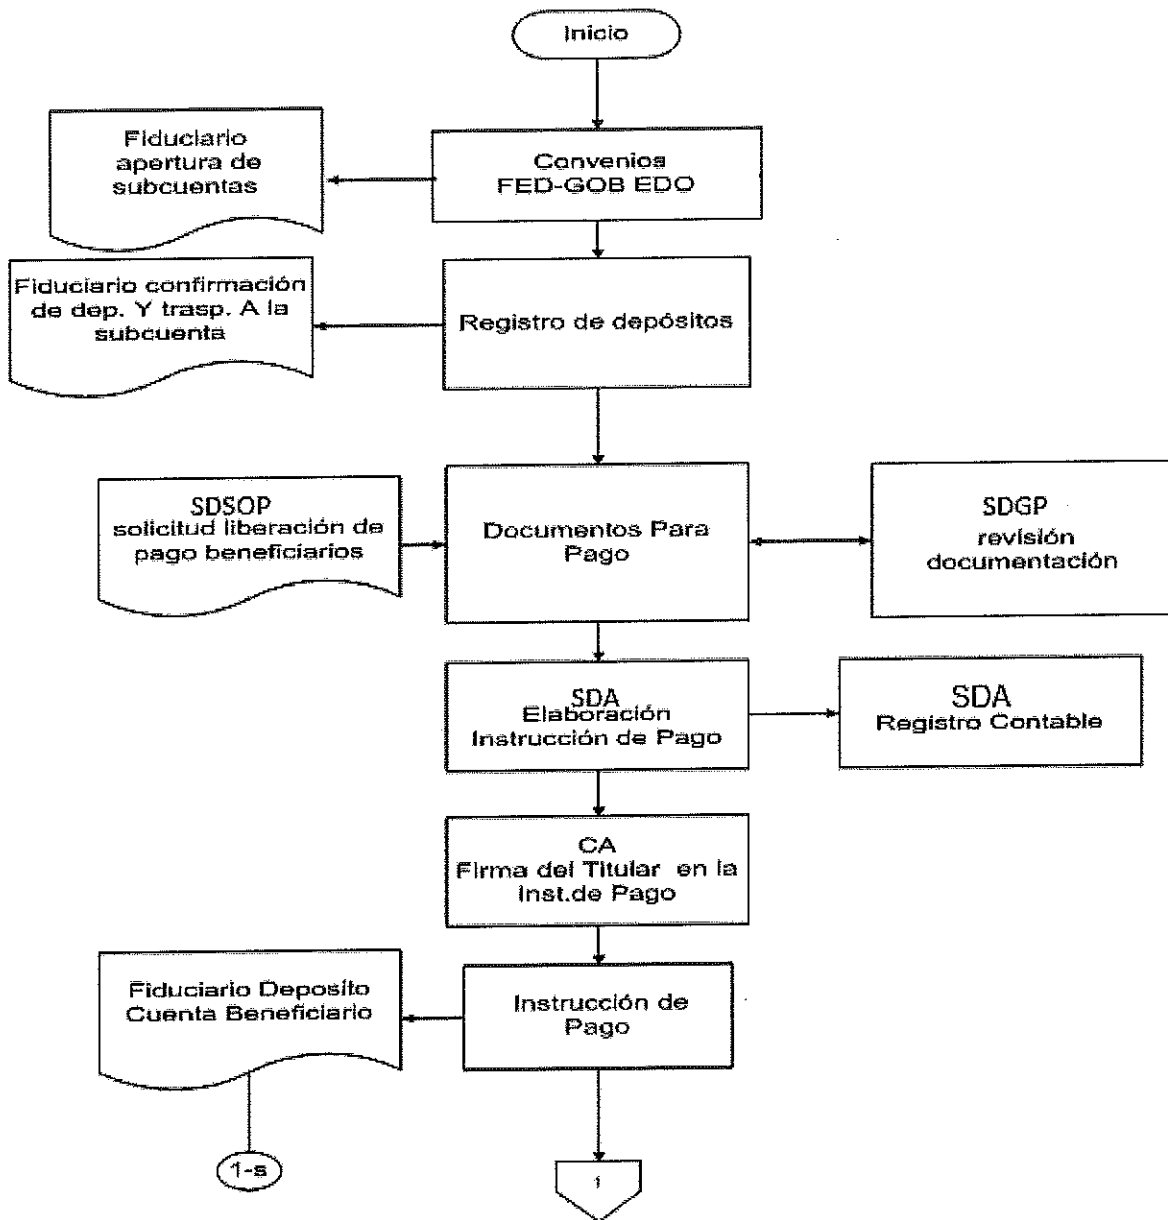 Inicio
Fiduciario
apertura de
subcuentas
Convenios
FED-GOB EDO
Fiduciario confirmación
de dep. Y trasp. A la
subcuenta
Registro de depósitos
SDSOP
solicitud liberación de
pago beneficiarios
Documentos Para
Pago
SDGP
revisión
documentación
SDA
Elaboración
Instrucción de Pago
SDA
Registro Contable
CA
Firma del Titular en la
Inst.de Pago
Fiduciario Deposito
Cuenta Beneficiario
Instrucción de
Pago
1-s
1